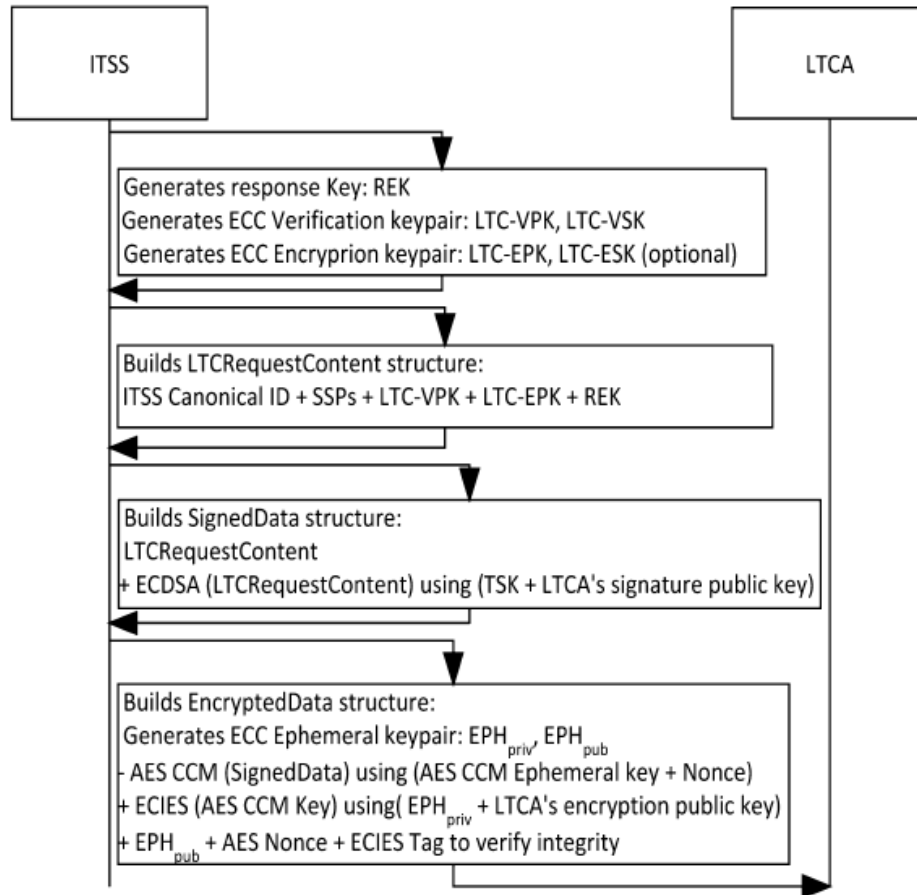 ITSS
LTCA
Generates response Key: REK
Generates ECC Verification keypair: LTC-VPK, LTC-VSK
Generates ECC Encryprion keypair: LTC-EPK, LTC-ESK (optional)
Builds LTCRequestContent structure:
ITSS Canonical ID + SSPs + LTC-VPK + LTC-EPK + REK
Builds SignedData structure:
LTCRequestContent
+ ECDSA (LTCRequestContent) using (TSK + LTCA's signature public key)
Builds EncryptedData structure:
Generates ECC Ephemeral keypair: EPHpriv, EPHpub
- AES CCM (SignedData) using (AES CCM Ephemeral key + Nonce)
+ ECIES (AES CCM Key) using( EPHpriv + LTCA's encryption public key)
+ EPHpub + AES Nonce + ECIES Tag to verify integrity